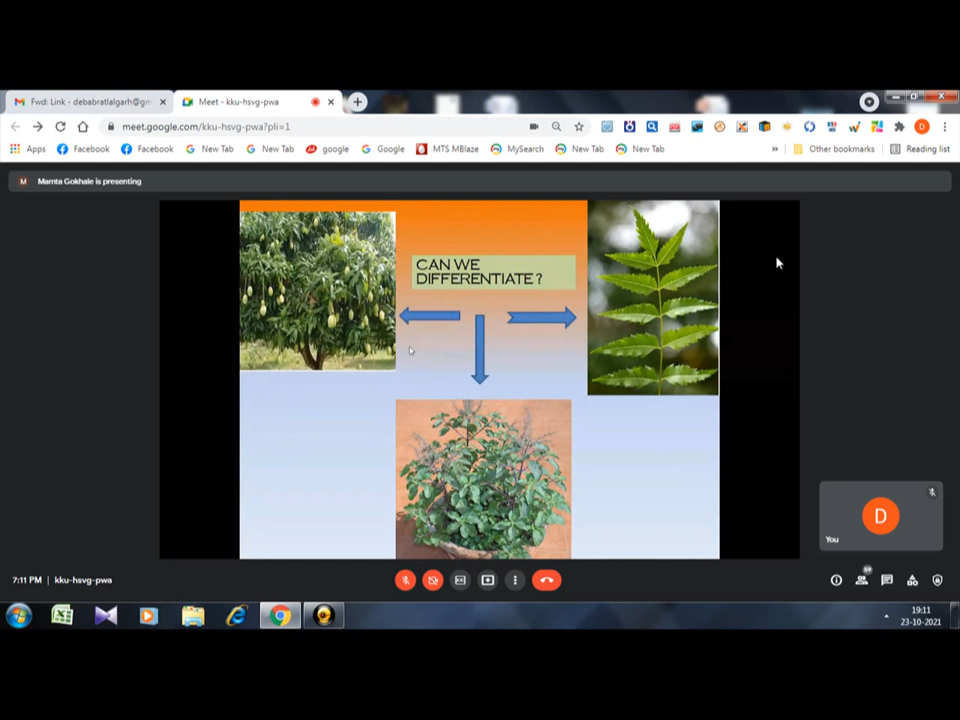 Fwd: Link - debabratlalgarh@gm
Meet - kku-hsvg-pwa
meet.google.com/kku-hsvg-pwa?pli=1
D
Apps
Facebook
Facebook
New Tab
New Tab
google
Google
MTS MBlaze
MySearch
New Tab
New Tab
»
Other bookmarks
Reading list
M
Mamta Gokhale is presenting
CAN WE
DIFFERENTIATE ?
D
You
7:11 PM | kku-hsvg-pwa
19:11
23-10-2021